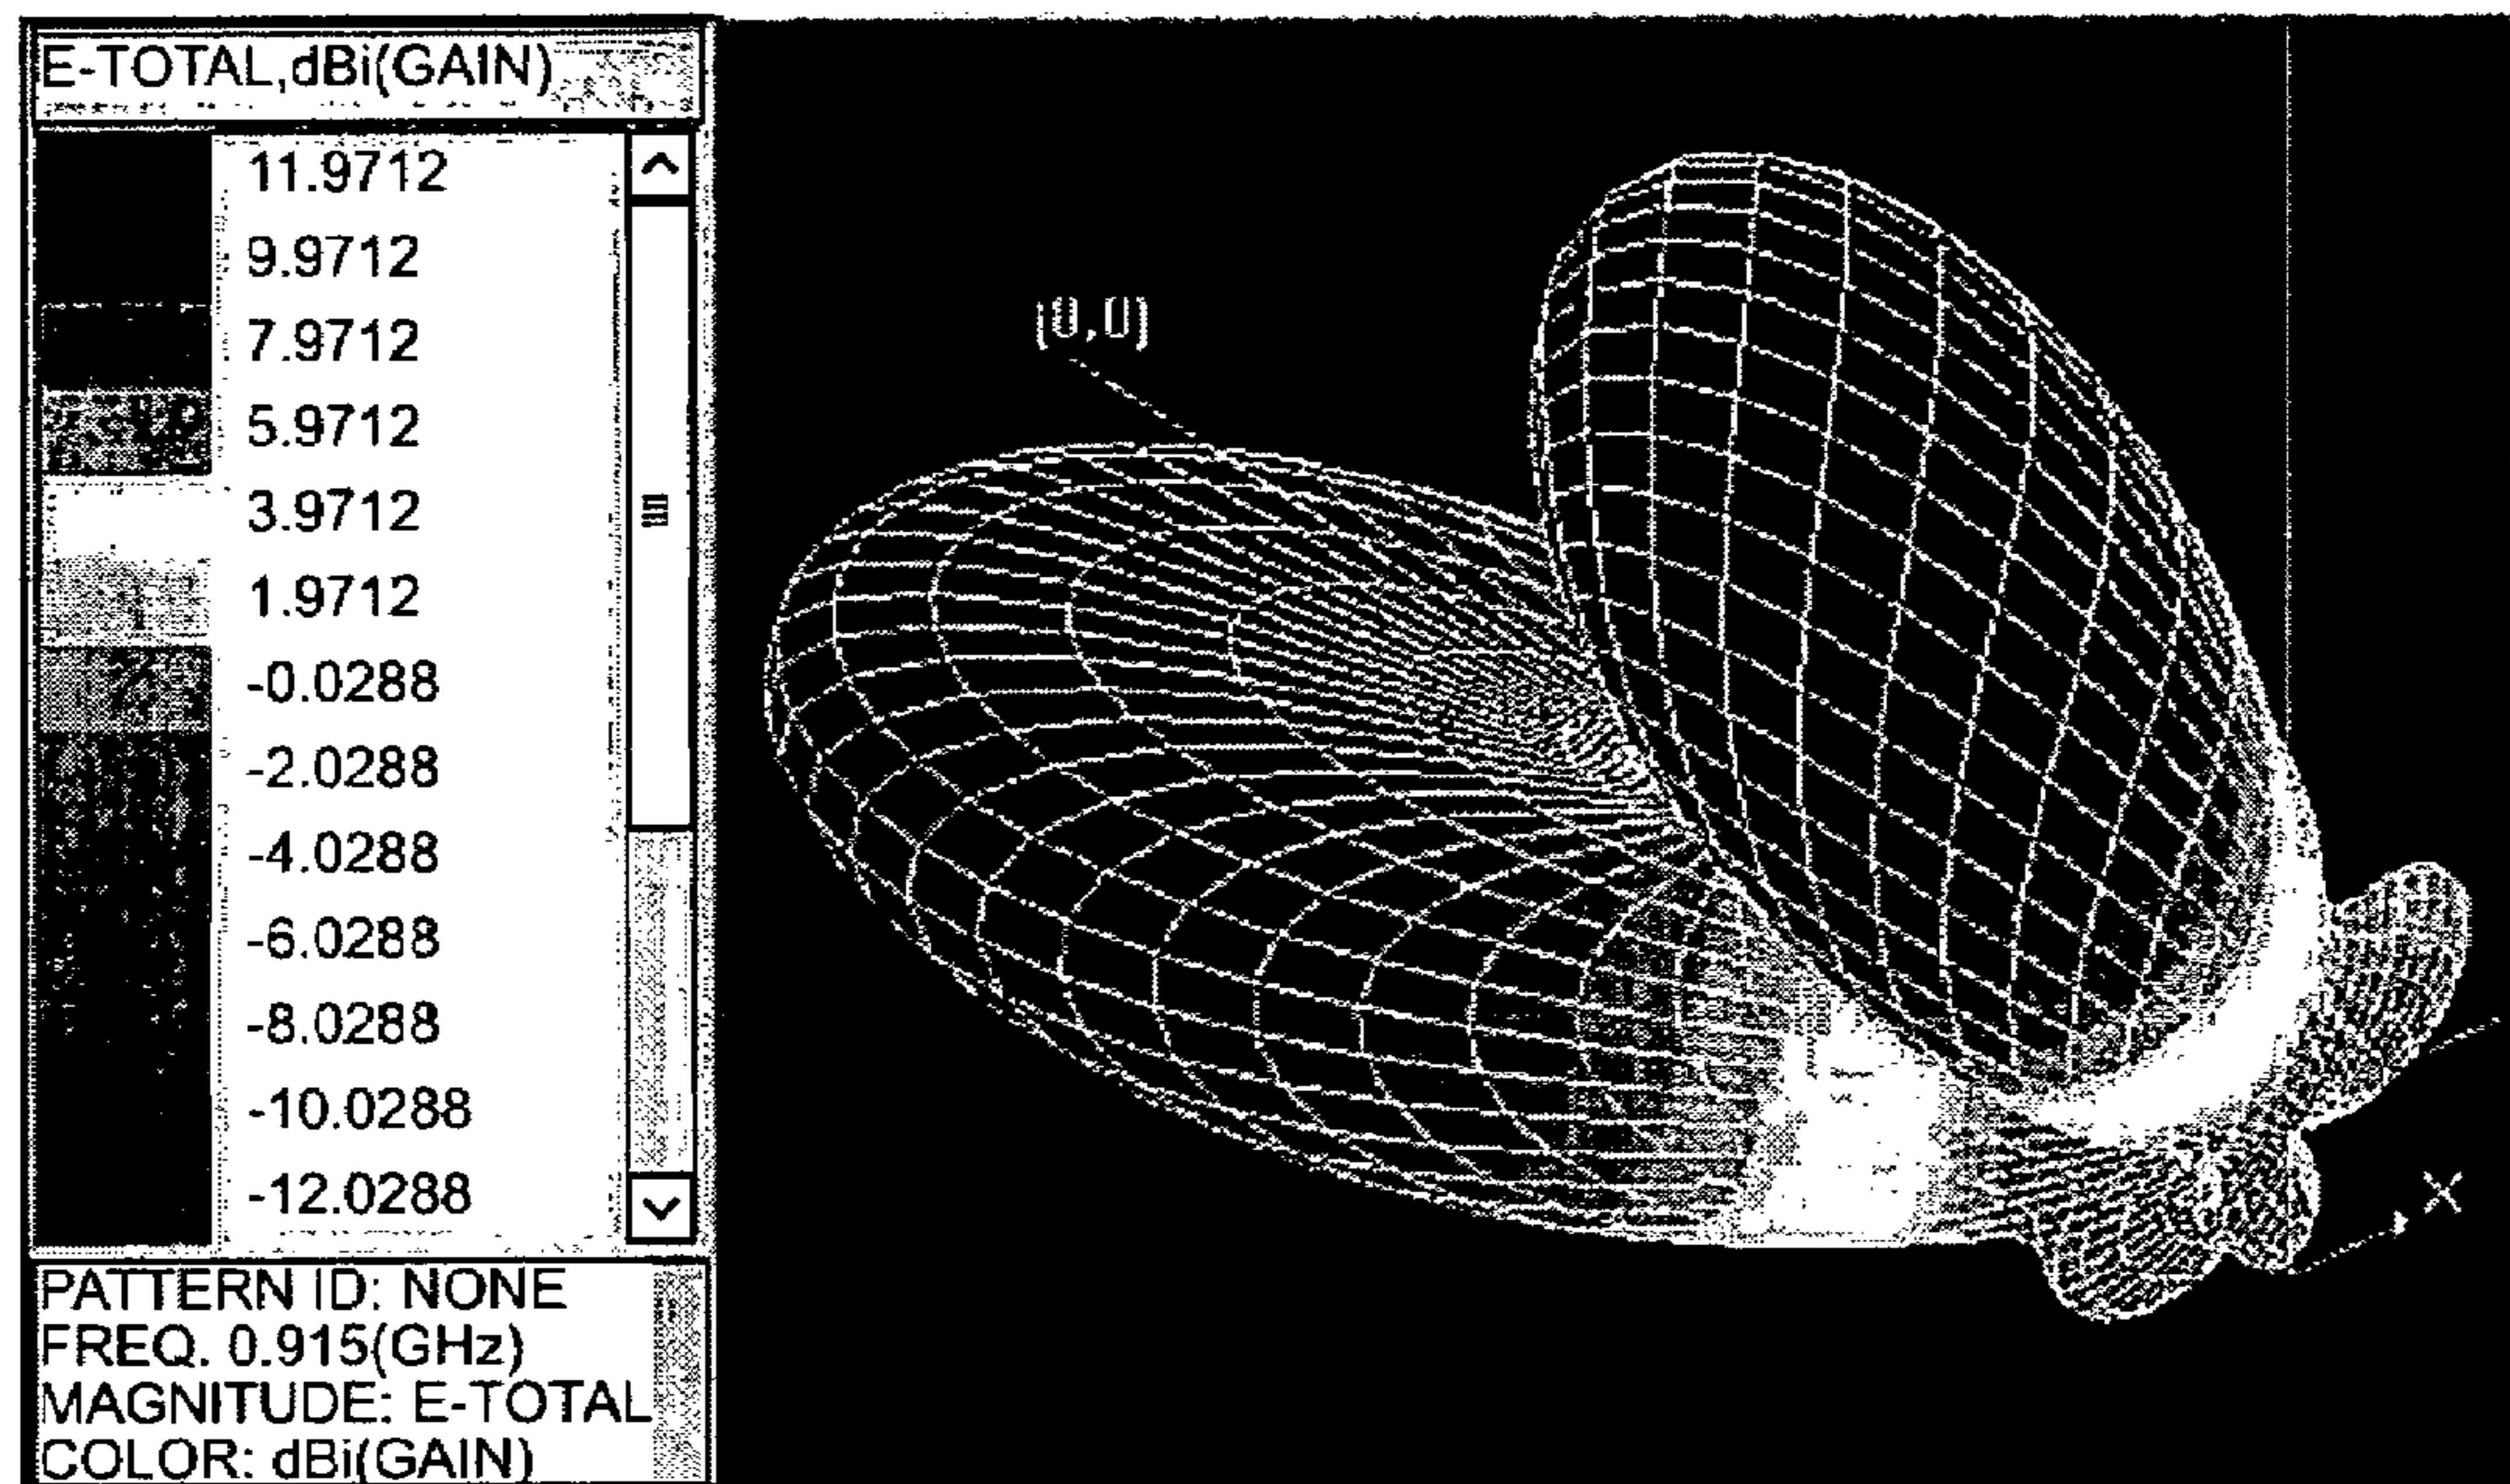 E-TOTAL,dBi(GAIN)
11.9712
9.9712
7.9712
5.9712
3.9712
1.9712
-0.0288
-2.0288
-4.0288
-6.0288
-8.0288
-10.0288
-12.0288
PATTERN ID: NONE
FREQ. 0.915(GHz)
MAGNITUDE: E-TOTAL
COLOR: dBi(GAIN)
(0,0)
X